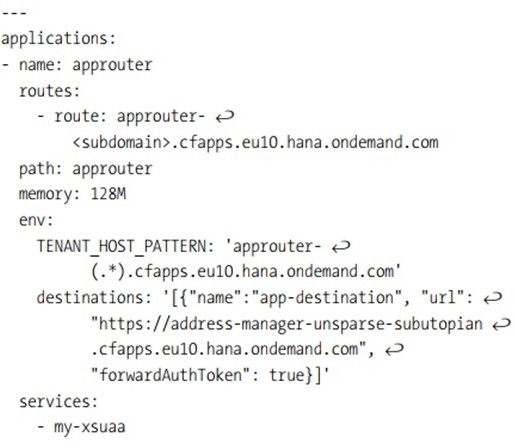 ---
applications:
- name: approuter
  routes:
    - route: approuter- ↩
        <subdomain>.cfapps.eu10.hana.ondemand.com
  path: approuter
  memory: 128M
  env:
    TENANT_HOST_PATTERN: 'approuter- ↩
          (.*).cfapps.eu10.hana.ondemand.com'
    destinations: '[{"name":"app-destination", "url": ↩
          "https://address-manager-unsparse-subutopian ↩
          .cfapps.eu10.hana.ondemand.com", ↩
          "forwardAuthToken": true}]'
  services:
    - my-xsuaa